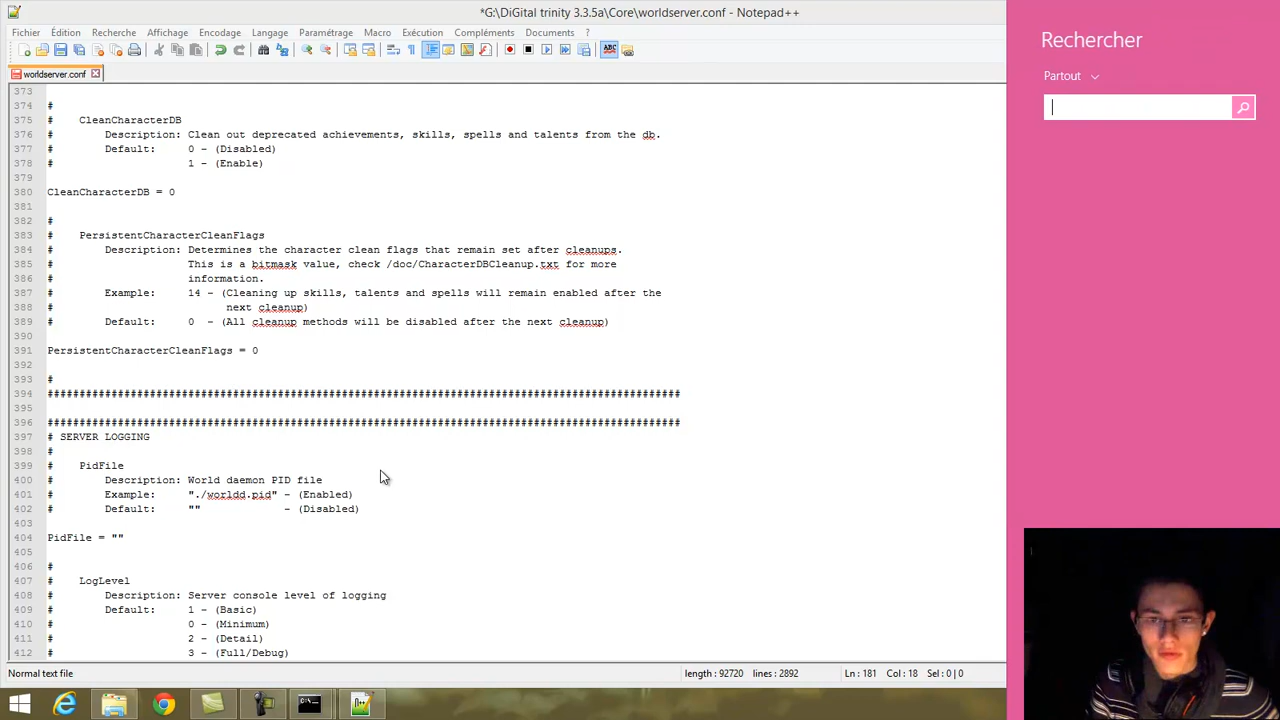 *G:\DiGital trinity 3.3.5a\Core\worldserver.conf - Notepad++
Fichier Édition Recherche Affichage Encodage Langage Paramétrage Macro Exécution Compléments Documents ?
worldserver.conf
373
374 #
375 # CleanCharacterDB
376 # Description: Clean out deprecated achievements, skills, spells and talents from the db.
377 # Default: 0 - (Disabled)
378 # 1 - (Enable)
379
380 CleanCharacterDB = 0
381
382 #
383 # PersistentCharacterCleanFlags
384 # Description: Determines the character clean flags that remain set after cleanups.
385 # This is a bitmask value, check /doc/CharacterDBCleanup.txt for more
386 # information.
387 # Example: 14 - (Cleaning up skills, talents and spells will remain enabled after the
388 # next cleanup)
389 # Default: 0 - (All cleanup methods will be disabled after the next cleanup)
390
391 PersistentCharacterCleanFlags = 0
392
393 #
394 ###################################################################################################
395
396 ###################################################################################################
397 # SERVER LOGGING
398 #
399 # PidFile
400 # Description: World daemon PID file
401 # Example: "./worldd.pid" - (Enabled)
402 # Default: "" - (Disabled)
403
404 PidFile = ""
405
406 #
407 # LogLevel
408 # Description: Server console level of logging
409 # Default: 1 - (Basic)
410 # 0 - (Minimum)
411 # 2 - (Detail)
412 # 3 - (Full/Debug)
Normal text file length : 92720 lines : 2892 Ln : 181 Col : 18 Sel : 0 | 0
Rechercher
Partout